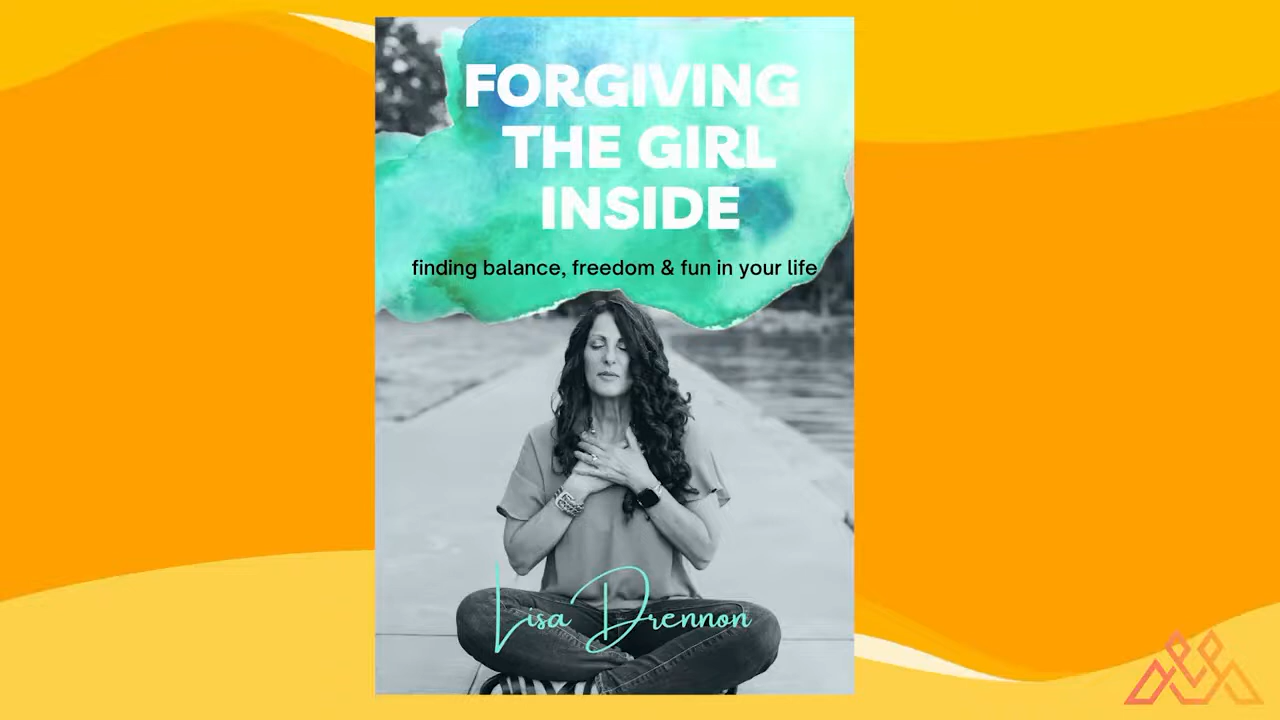 FORGIVING
THE GIRL
INSIDE
finding balance, freedom & fun in your life
Lisa Drennon